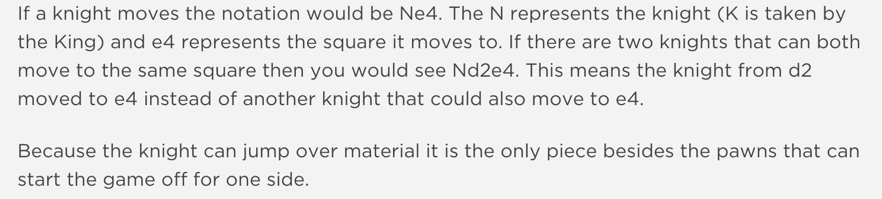 If a knight moves the notation would be Ne4. The N represents the knight (K is taken by
the King) and e4 represents the square it moves to. If there are two knights that can both
move to the same square then you would see Nd2e4. This means the knight from d2
moved to e4 instead of another knight that could also move to e4.
Because the knight can jump over material it is the only piece besides the pawns that can
start the game off for one side.